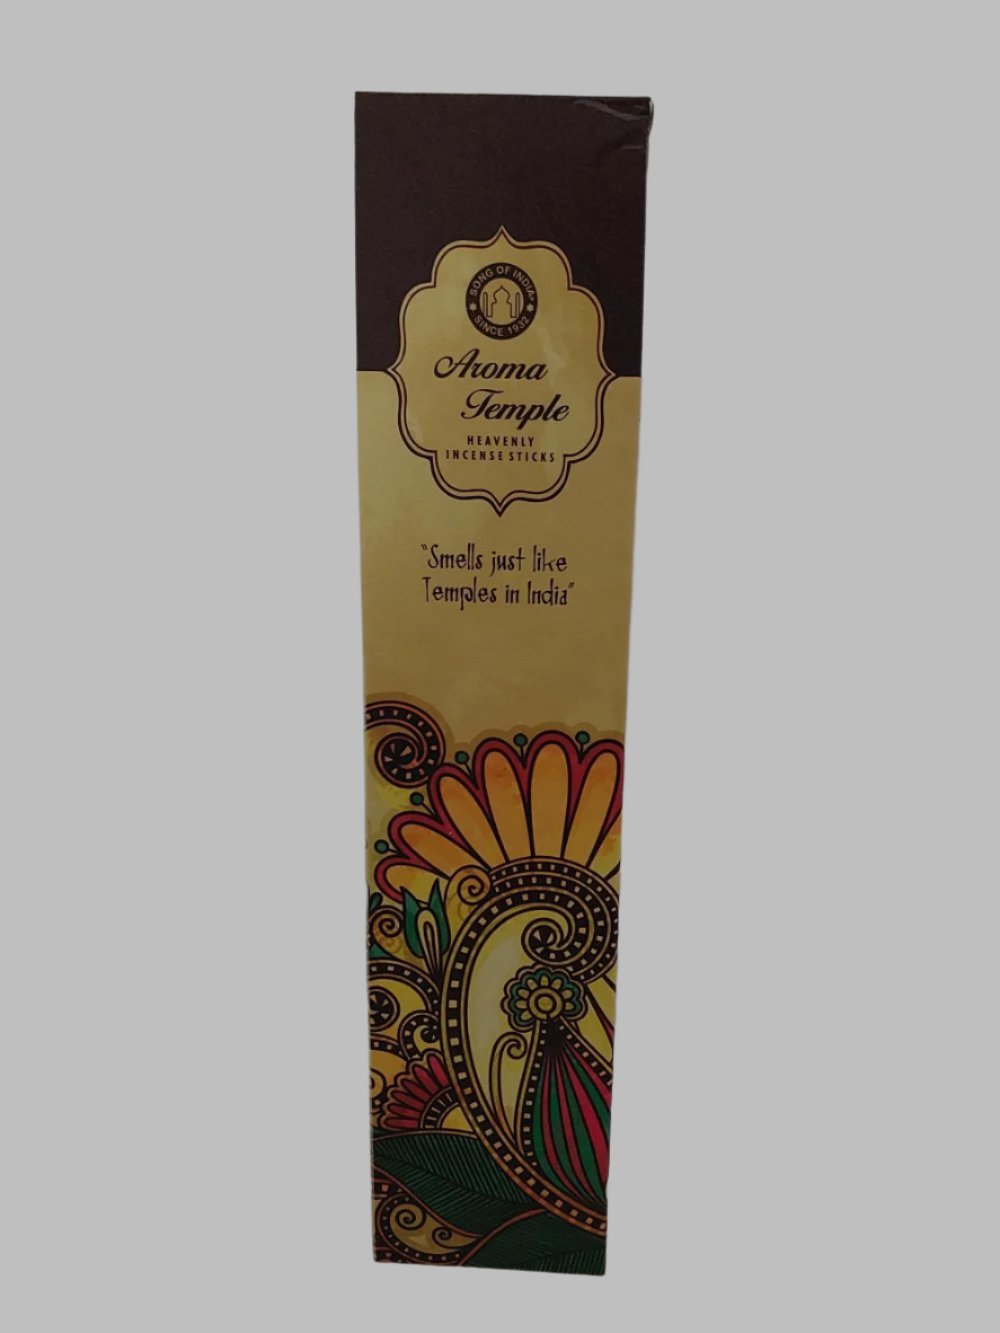 SONG OF INDIA
SINCE 1932
Aroma
Temple
HEAVENLY
INCENSE STICKS
"Smells just like
Temples in India"